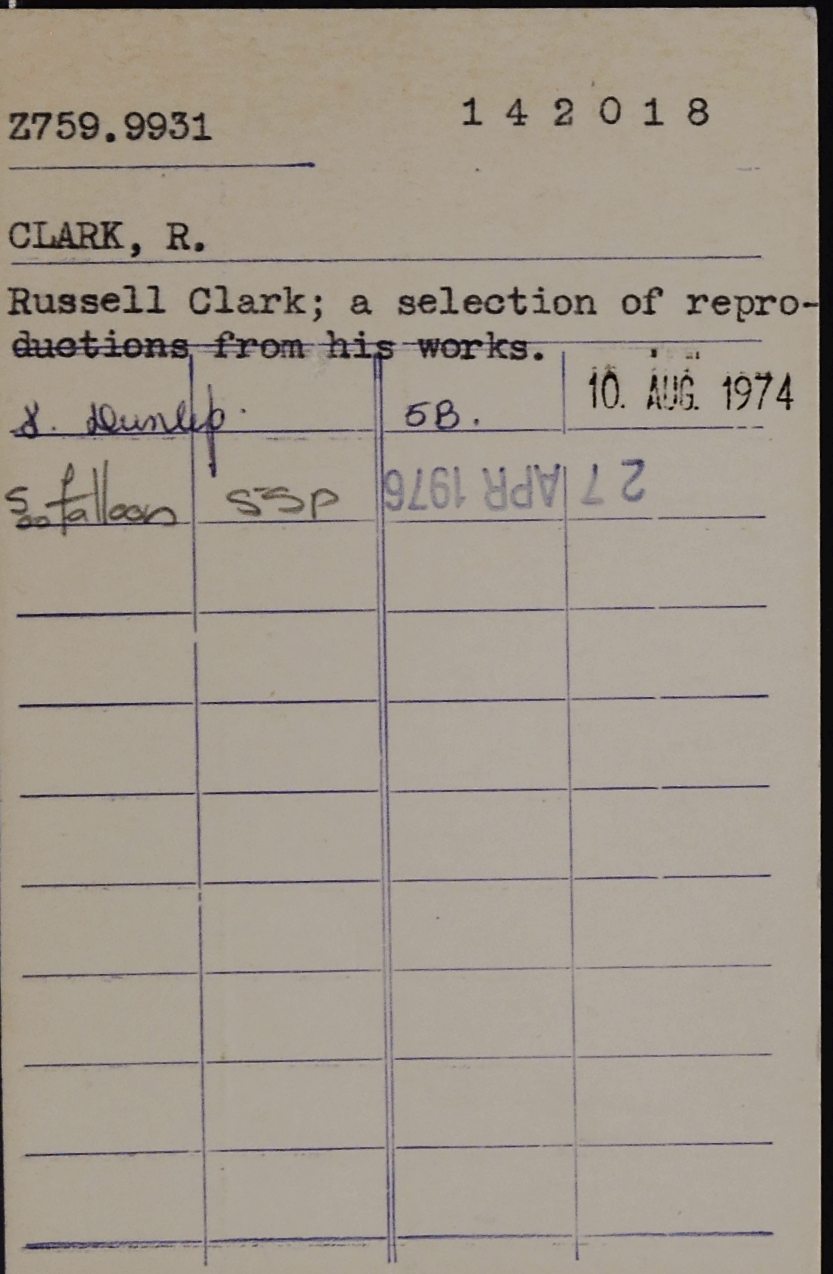 Z759.9931 142018
CLARK, R.
Russell Clark; a selection of repro-
ductions from his works.
S. Dunlop. 5B. 10. AUG. 1974
Falloon S5P 27 APR 1976